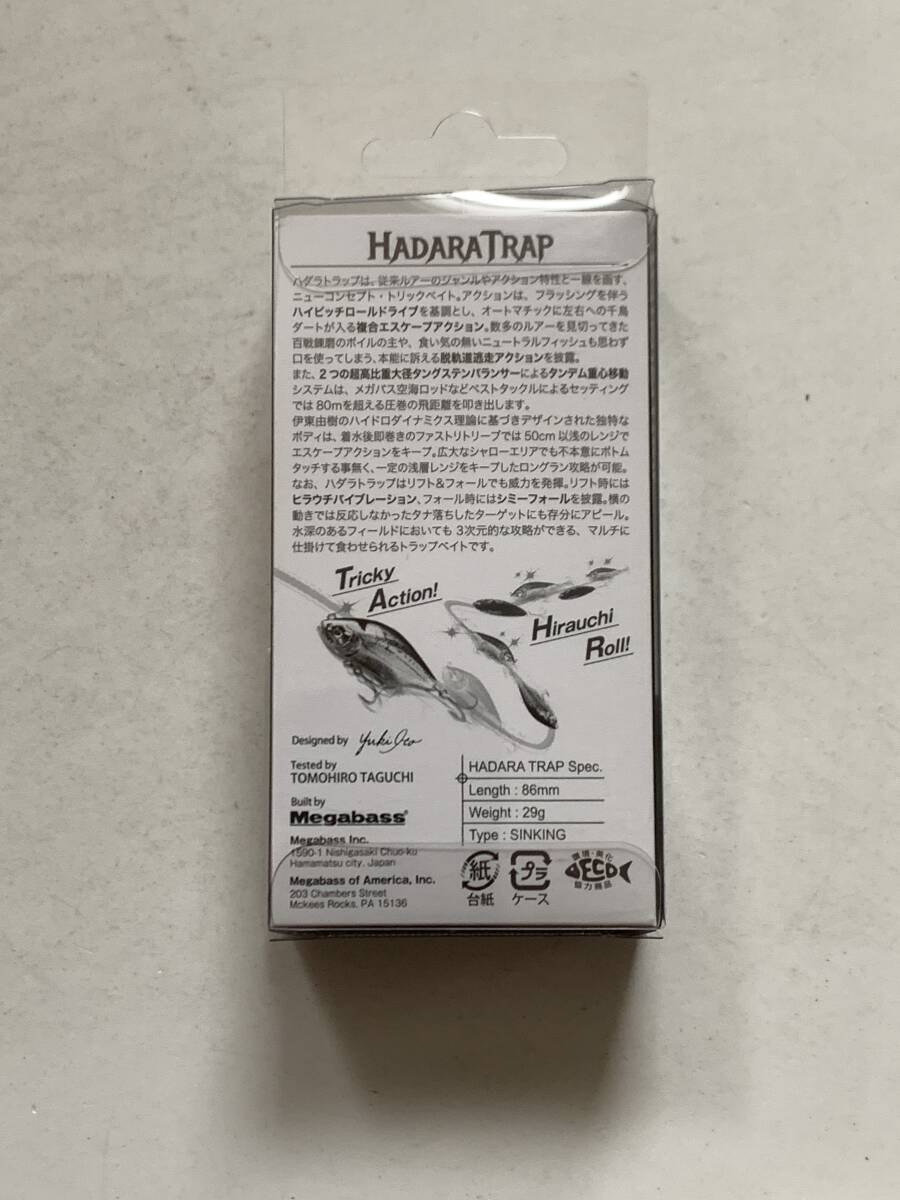 HADARA TRAP
ハダラトラップは、従来ルアーのジャンルやアクション特性と一線を画す、
ニューコンセプト・トリックベイト。アクションは、フラッシングを伴う
ハイピッチロールドライブを基調とし、オートマチックに左右への千鳥
ダートが入る複合エスケープアクション。数多のルアーを見切ってきた
百戦錬磨のボイルの主や、食い気の無いニュートラルフィッシュも思わず
口を使ってしまう、本能に訴える脱軌道逃走アクションを披露。
また、2つの超高比重大径タングステンバランサーによるタンデム重心移動
システムは、メガバス空海ロッドなどベストタックルによるセッティング
では80mを超える圧巻の飛距離を叩き出します。
伊東由樹のハイドロダイナミクス理論に基づきデザインされた独特な
ボディは、着水後即巻きのファストリトリーブでは50cm以浅のレンジで
エスケープアクションをキープ。広大なシャローエリアでも不本意にボトム
タッチする事無く、一定の浅層レンジをキープしたロングラン攻略が可能。
なお、ハダラトラップはリフト&フォールでも威力を発揮。リフト時には
ヒラウチバイブレーション、フォール時にはシミーフォールを披露。横の
動きでは反応しなかったタナ落ちしたターゲットにも存分にアピール。
水深のあるフィールドにおいても3次元的な攻略ができる、マルチに
仕掛けて食わせられるトラップベイトです。
Tricky
Action!
Hirauchi
Roll!
Designed by Yuki Ito
Tested by
TOMOHIRO TAGUCHI
Built by
Megabass
Megabass Inc.
1590-1 Nishigasaki Chuo-ku
Hamamatsu city, Japan
Megabass of America, Inc.
203 Chambers Street
Mckees Rocks, PA 15136
HADARA TRAP Spec.
Length : 86mm
Weight : 29g
Type : SINKING
紙
台紙
プラ
ケース
環境・美化
ECO
協力商品